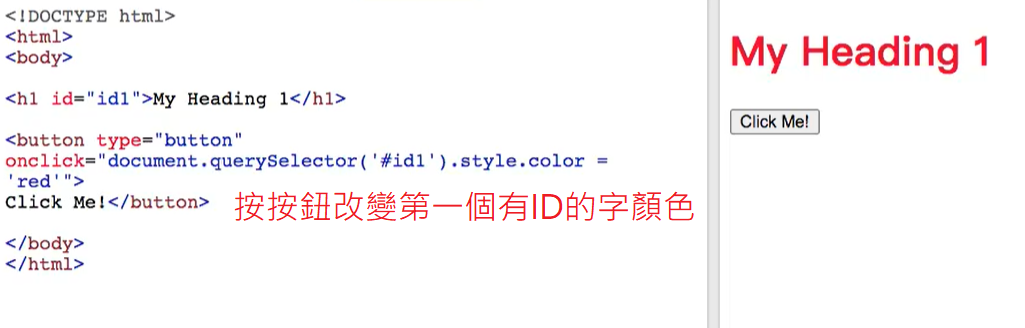 <!DOCTYPE html>
<html>
<body>
<h1 id="id1">My Heading 1</h1>
<button type="button"
onclick="document.querySelector('#id1').style.color =
'red'">
Click Me!</button>
按按鈕改變第一個有ID的字顏色
</body>
</html>
My Heading 1
Click Me!